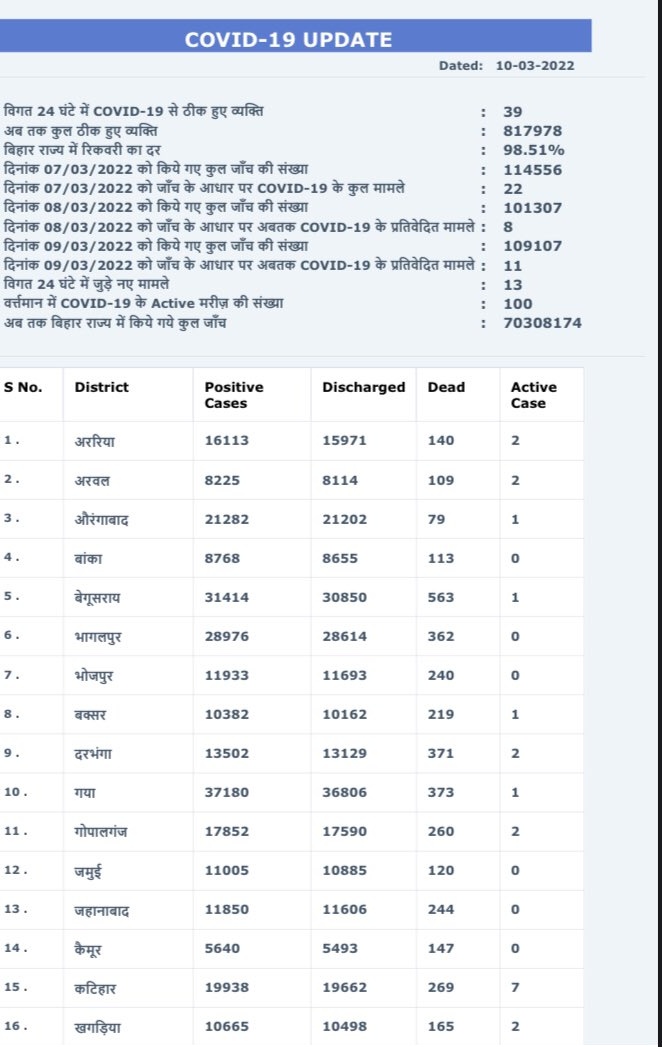 COVID-19 UPDATE
Dated: 10-03-2022
विगत 24 घंटे में COVID-19 से ठीक हुए व्यक्ति : 39
अब तक कुल ठीक हुए व्यक्ति : 817978
बिहार राज्य में रिकवरी का दर : 98.51%
दिनांक 07/03/2022 को किये गए कुल जाँच की संख्या : 114556
दिनांक 07/03/2022 को जाँच के आधार पर COVID-19 के कुल मामले : 22
दिनांक 08/03/2022 को किये गए कुल जाँच की संख्या : 101307
दिनांक 08/03/2022 को जाँच के आधार पर अबतक COVID-19 के प्रतिवेदित मामले : 8
दिनांक 09/03/2022 को किये गए कुल जाँच की संख्या : 109107
दिनांक 09/03/2022 को जाँच के आधार पर अबतक COVID-19 के प्रतिवेदित मामले : 11
विगत 24 घंटे में जुड़े नए मामले : 13
वर्त्तमान में COVID-19 के Active मरीज़ की संख्या : 100
अब तक बिहार राज्य में किये गये कुल जाँच : 70308174
S No. District Positive Cases Discharged Dead Active Case
1 . अररिया 16113 15971 140 2
2 . अरवल 8225 8114 109 2
3 . औरंगाबाद 21282 21202 79 1
4 . बांका 8768 8655 113 0
5 . बेगूसराय 31414 30850 563 1
6 . भागलपुर 28976 28614 362 0
7 . भोजपुर 11933 11693 240 0
8 . बक्सर 10382 10162 219 1
9 . दरभंगा 13502 13129 371 2
10 . गया 37180 36806 373 1
11 . गोपालगंज 17852 17590 260 2
12 . जमुई 11005 10885 120 0
13 . जहानाबाद 11850 11606 244 0
14 . कैमूर 5640 5493 147 0
15 . कटिहार 19938 19662 269 7
16 . खगड़िया 10665 10498 165 2